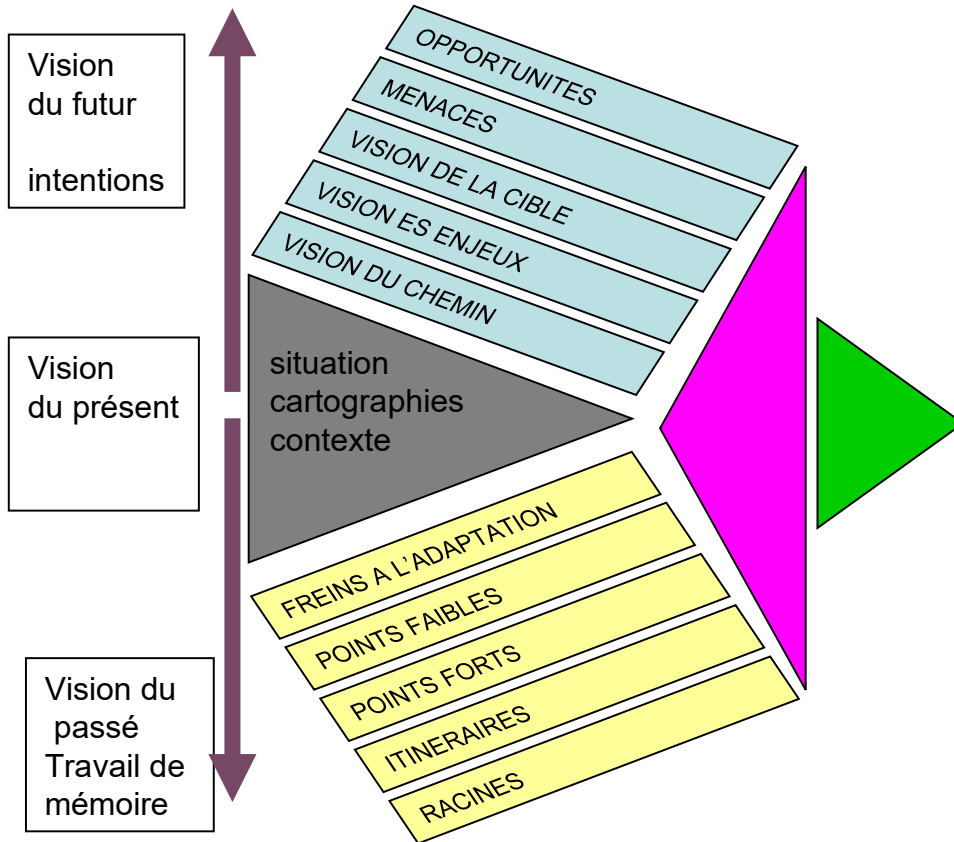 Vision
du futur
intentions
OPPORTUNITES
MENACES
VISION DE LA CIBLE
VISION ES ENJEUX
VISION DU CHEMIN
Vision
du présent
situation
cartographies
contexte
FREINS A L’ADAPTATION
POINTS FAIBLES
POINTS FORTS
ITINERAIRES
RACINES
Vision du
passé
Travail de
mémoire